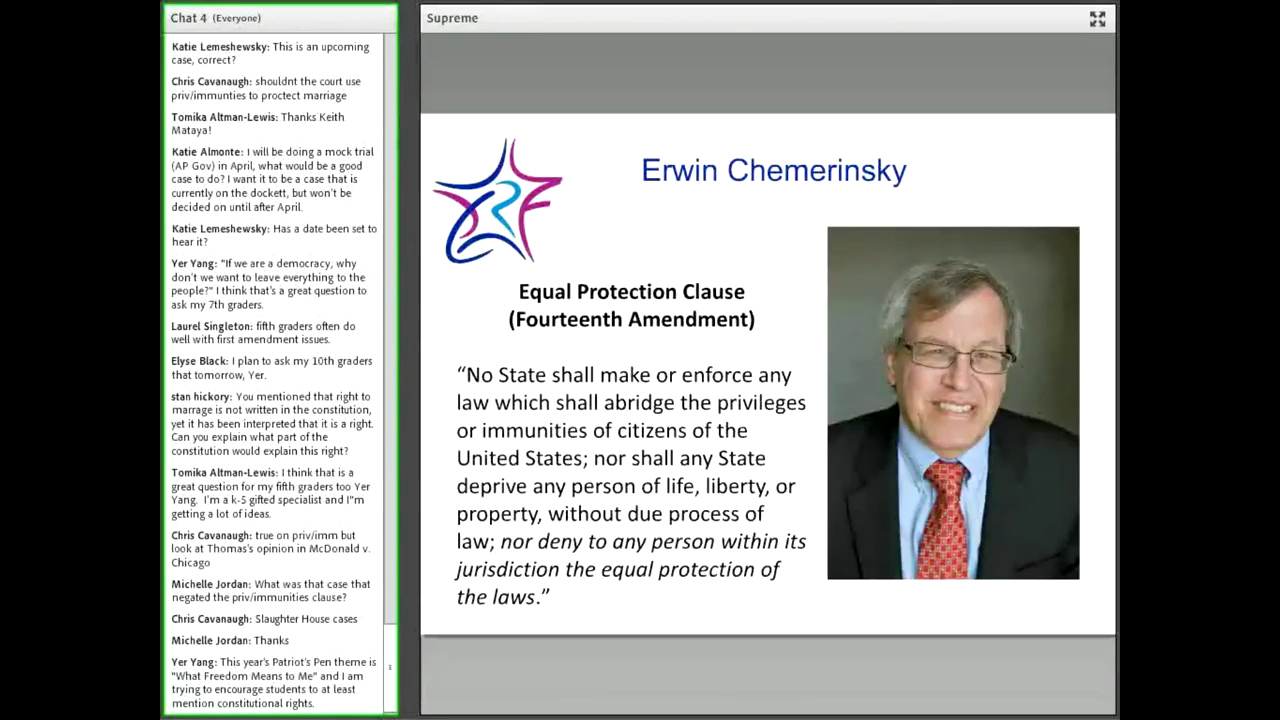 Chat 4 (Everyone)
Katie Lemeshewsky: This is an upcoming
case, correct?
Chris Cavanaugh: shouldnt the court use
priv/immunties to proctect marriage
Tomika Altman-Lewis: Thanks Keith
Mataya!
Katie Almonte: I will be doing a mock trial
(AP Gov) in April, what would be a good
case to do? I want it to be a case that is
currently on the dockett, but won't be
decided on until after April.
Katie Lemeshewsky: Has a date been set to
hear it?
Yer Yang: "If we are a democracy, why
don't we want to leave everything to the
people?" I think that's a great question to
ask my 7th graders.
Laurel Singleton: fifth graders often do
well with first amendment issues.
Elyse Black: I plan to ask my 10th graders
that tomorrow, Yer.
stan hickory: You mentioned that right to
marrage is not written in the constitution,
yet it has been interpreted that it is a right.
Can you explain what part of the
constitution would explain this right?
Tomika Altman-Lewis: I think that is a
great question for my fifth graders too Yer
Yang.  I'm a k-5 gifted specialist and I"m
getting a lot of ideas.
Chris Cavanaugh: true on priv/imm but
look at Thomas's opinion in McDonald v.
Chicago
Michelle Jordan: What was that case that
negated the priv/immunities clause?
Chris Cavanaugh: Slaughter House cases
Michelle Jordan: Thanks
Yer Yang: This year's Patriot's Pen theme is
"What Freedom Means to Me" and I am
trying to encourage students to at least
mention constitutional rights.
Supreme
CRF
Erwin Chemerinsky
Equal Protection Clause
(Fourteenth Amendment)
“No State shall make or enforce any
law which shall abridge the privileges
or immunities of citizens of the
United States; nor shall any State
deprive any person of life, liberty, or
property, without due process of
law; nor deny to any person within its
jurisdiction the equal protection of
the laws.”